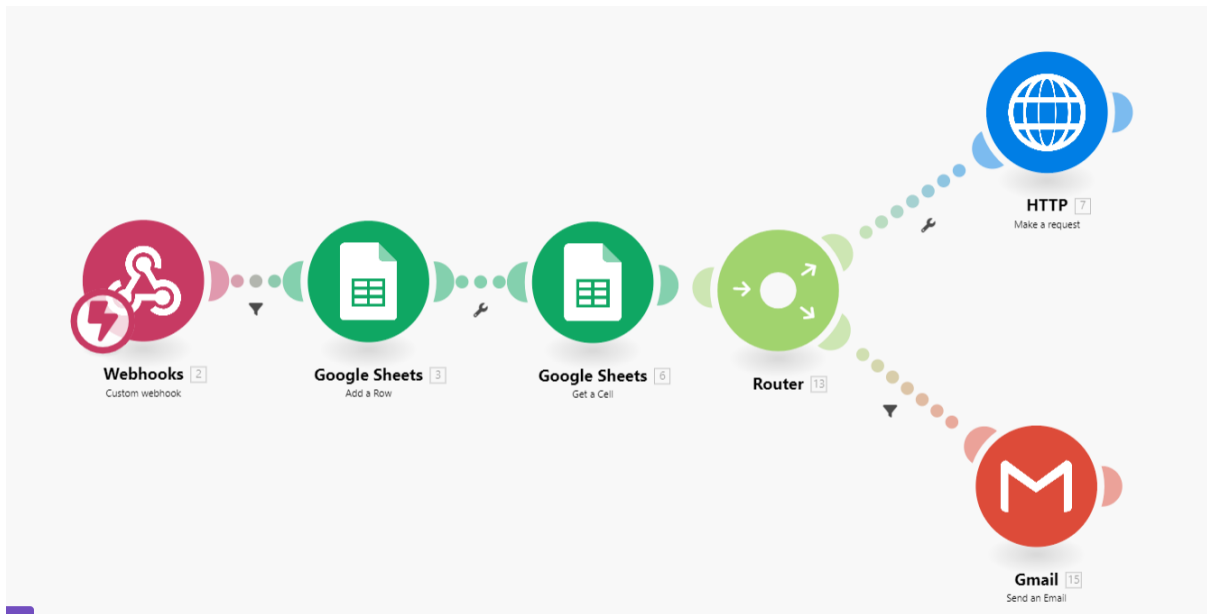 Webhooks 2
Custom webhook
Google Sheets 3
Add a Row
Google Sheets 6
Get a Cell
Router 13
HTTP 7
Make a request
Gmail 15
Send an Email